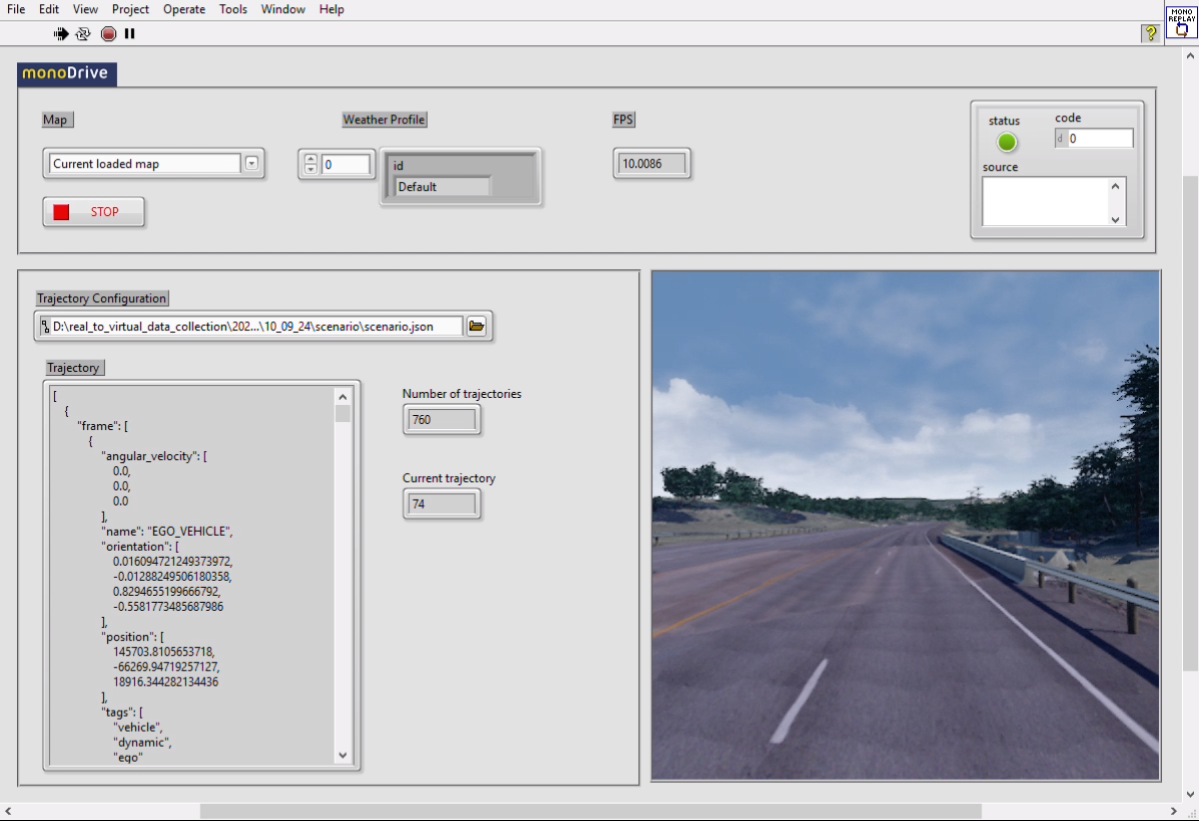 File Edit View Project Operate Tools Window Help
MONO
REPLAY
?
monoDrive
Map
Weather Profile
FPS
status
code
Current loaded map
0
id
Default
10.0086
d 0
source
STOP
Trajectory Configuration
D:\real_to_virtual_data_collection\202...\10_09_24\scenario\scenario.json
Trajectory
[
{
"frame": [
{
"angular_velocity": [
0.0,
0.0,
0.0
],
"name": "EGO_VEHICLE",
"orientation": [
0.016094721249373972,
-0.01288249506180358,
0.8294655199666792,
-0.5581773485687986
],
"position": [
145703.8105653718,
-66269.94719257127,
18916.344282134436
],
"tags": [
"vehicle",
"dynamic",
"ego"
Number of trajectories
760
Current trajectory
74